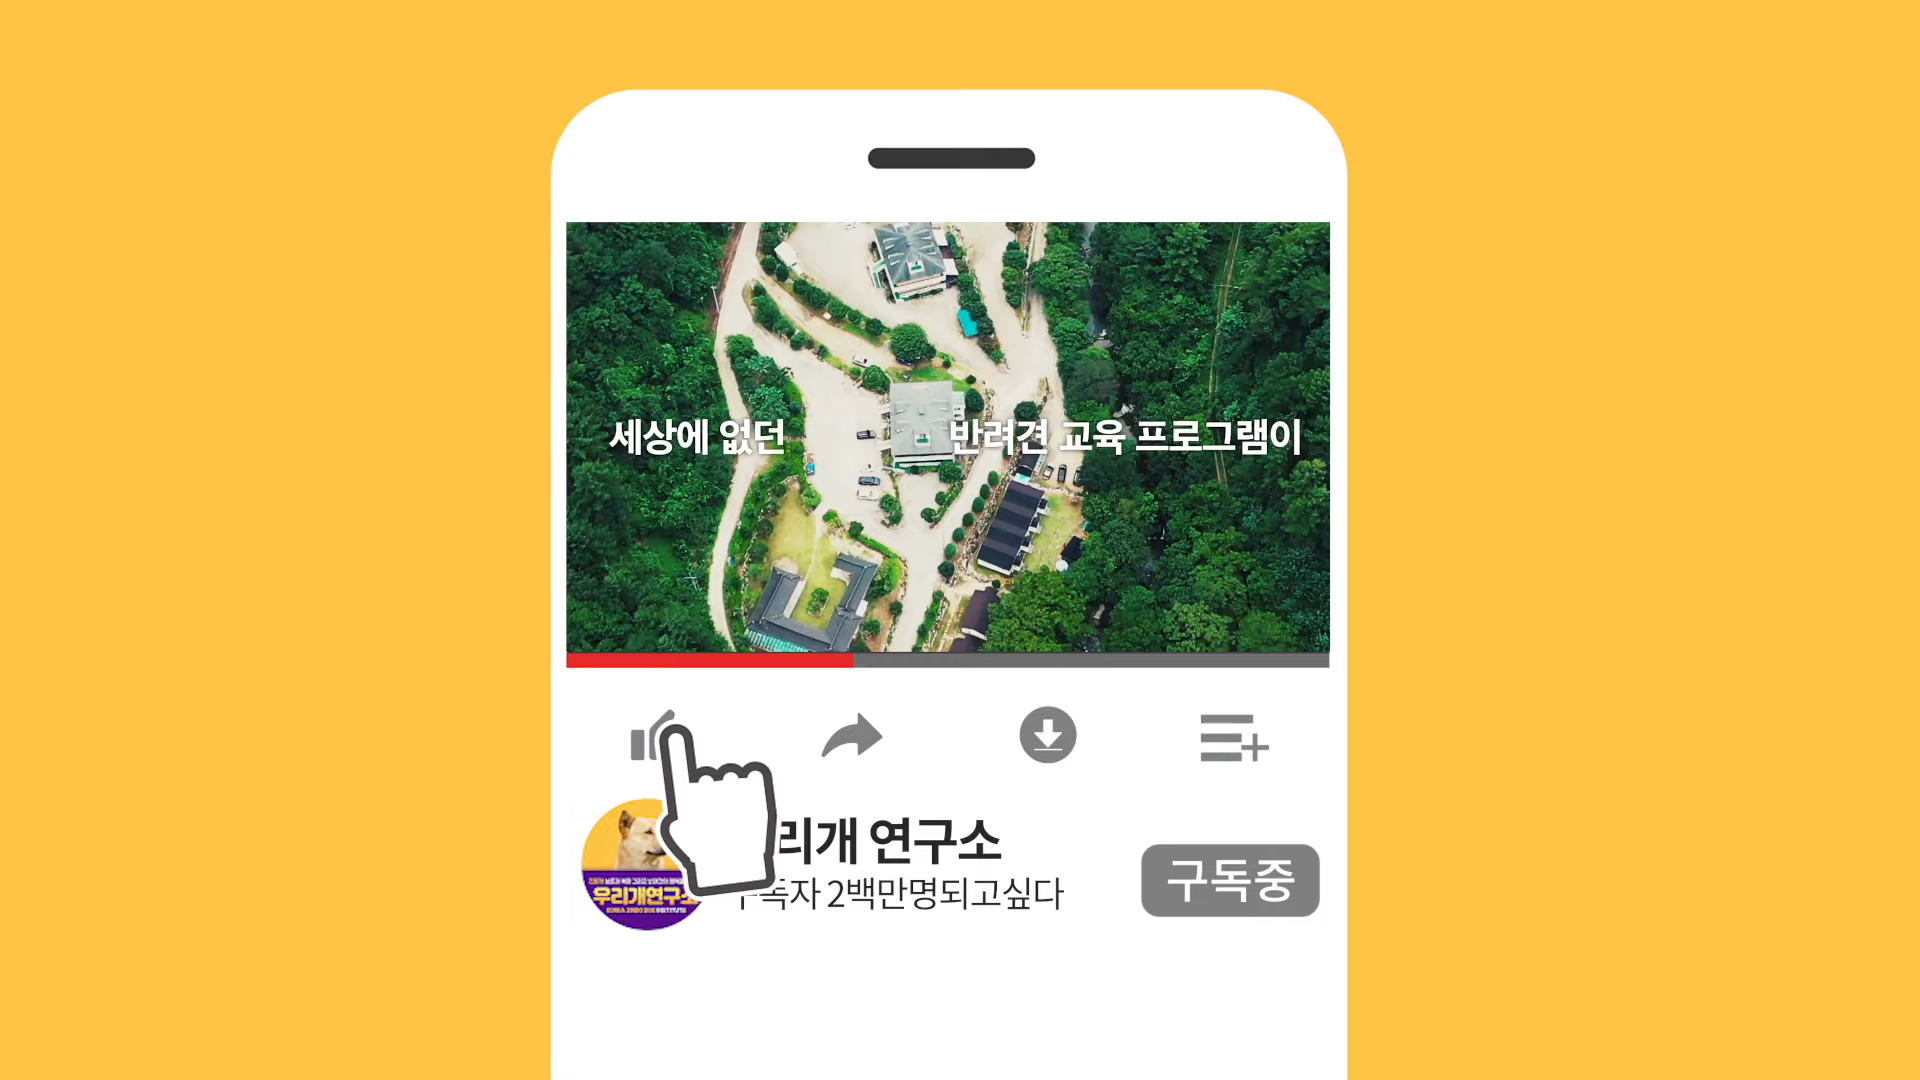 세상에 없던 반려견 교육 프로그램이
리개 연구소
독자 2백만명되고싶다
구독중
우리개연구소